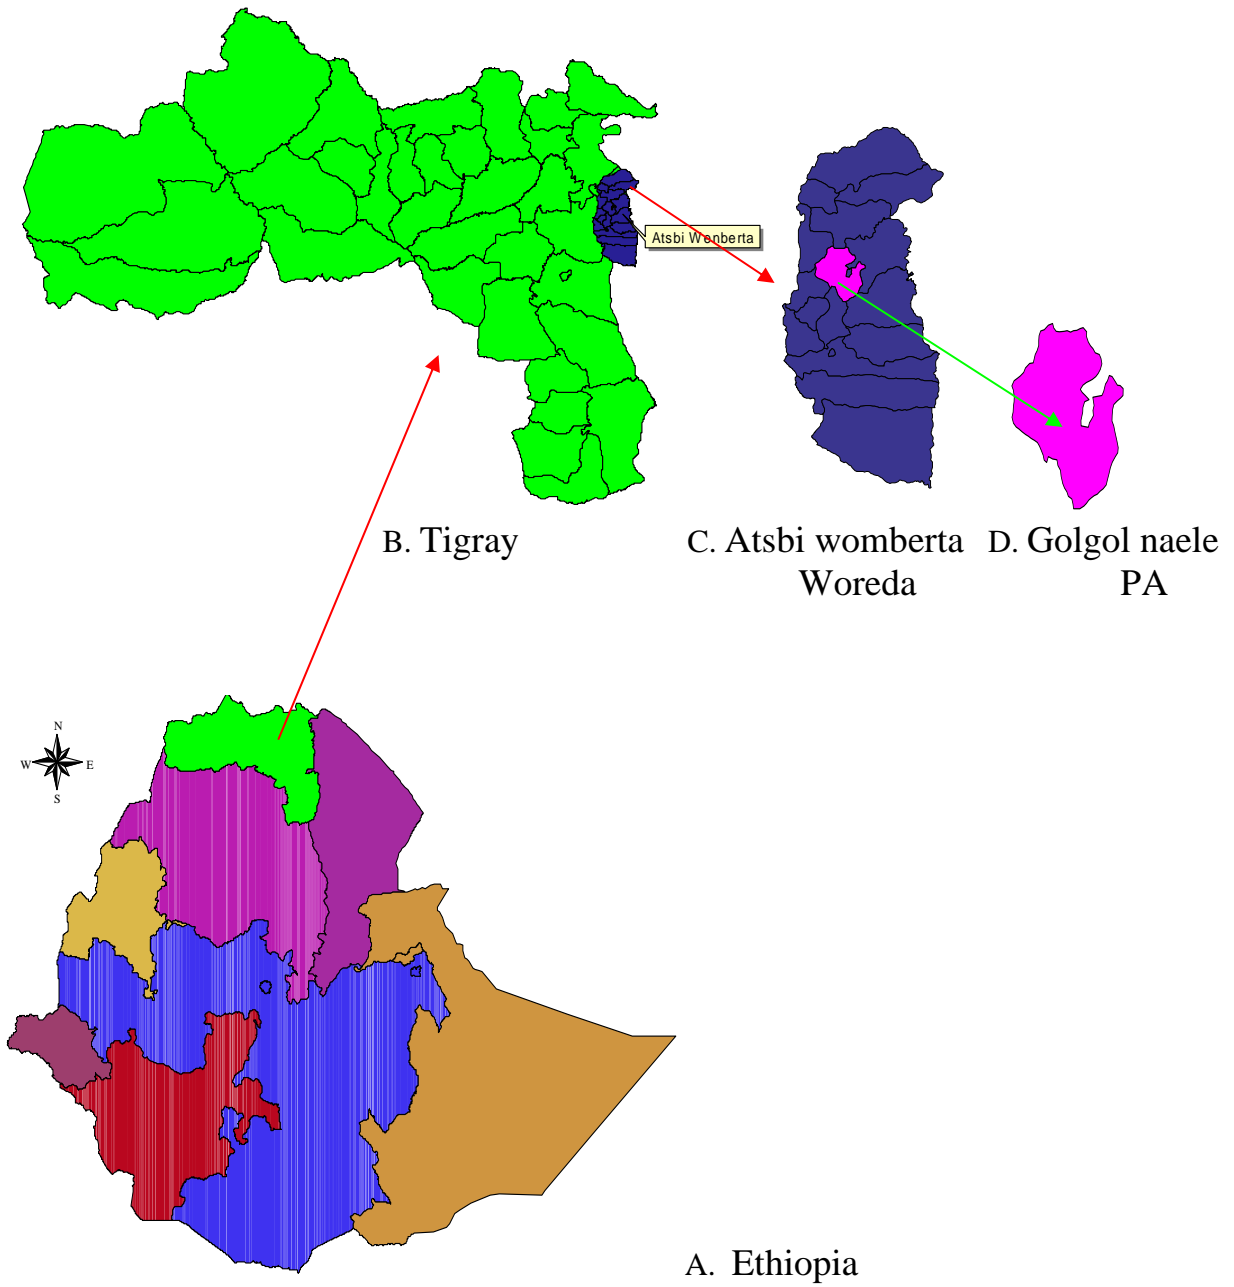 Atsbi Wonberta
B. Tigray
C. Atsbi womberta
Woreda
D. Golgol naele
PA
N
W
E
S
A. Ethiopia